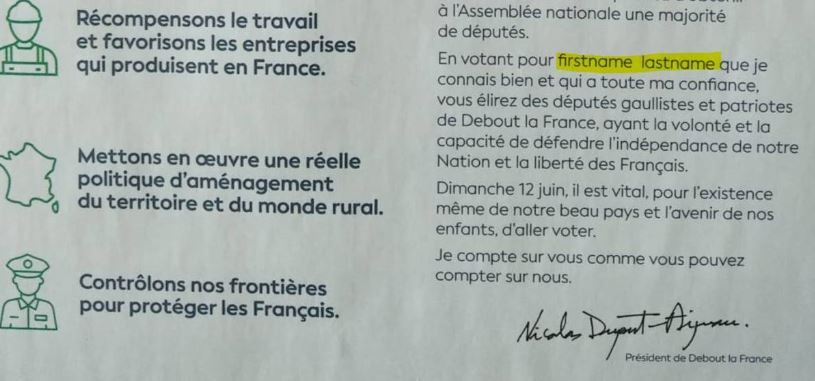 Récompensons le travail
et favorisons les entreprises
qui produisent en France.
Mettons en œuvre une réelle
politique d'aménagement
du territoire et du monde rural.
Contrôlons nos frontières
pour protéger les Français.
à l'Assemblée nationale une majorité
de députés.
En votant pour firstname lastname que je
connais bien et qui a toute ma confiance,
vous élirez des députés gaullistes et patriotes
de Debout la France, ayant la volonté et la
capacité de défendre l'indépendance de notre
Nation et la liberté des Français.
Dimanche 12 juin, il est vital, pour l'existence
même de notre beau pays et l'avenir de nos
enfants, d'aller voter.
Je compte sur vous comme vous pouvez
compter sur nous.
Nicolas Dupont-Aignan.
Président de Debout la France